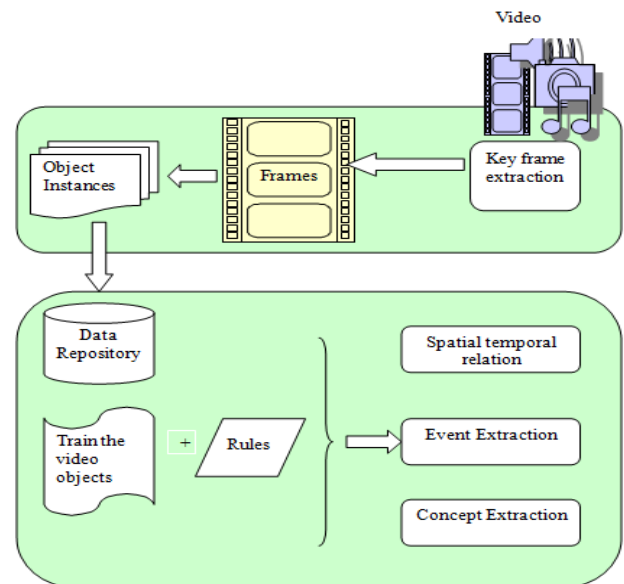 Video
Key frame
extraction
Frames
Object
Instances
Data
Repository
Train the
video
objects
+
Rules
Spatial temporal
relation
Event Extraction
Concept Extraction